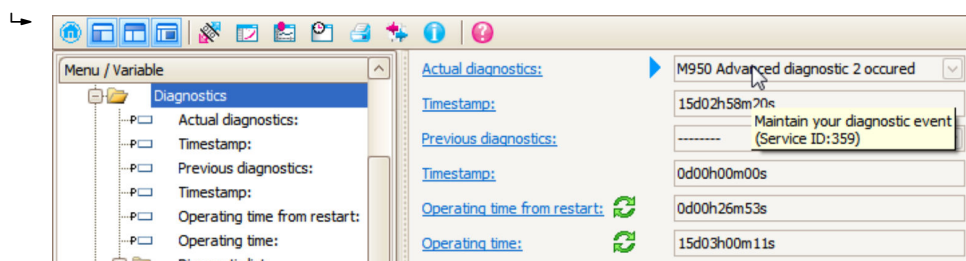 Menu / Variable
Diagnostics
Actual diagnostics:
Timestamp:
Previous diagnostics:
Timestamp:
Operating time from restart:
Operating time:
Actual diagnostics:
M950 Advanced diagnostic 2 occured
Timestamp:
15d02h58m20s
Maintain your diagnostic event
(Service ID:359)
Previous diagnostics:
--------
Timestamp:
0d00h00m00s
Operating time from restart:
0d00h26m53s
Operating time:
15d03h00m11s